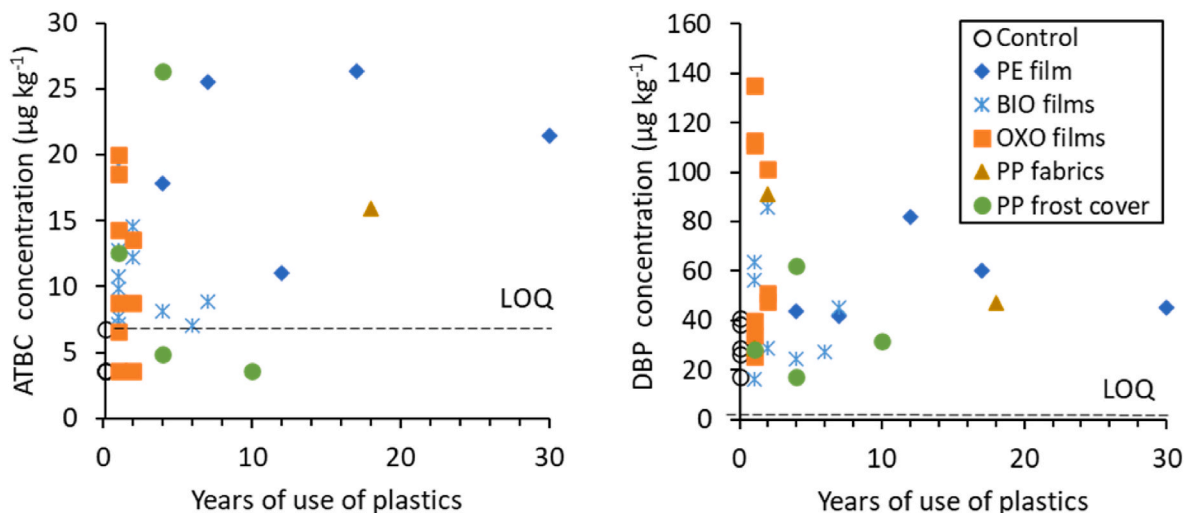 30
25
20
15
10
5
0
ATBC concentration (µg kg⁻¹)
LOQ
0 10 20 30
Years of use of plastics
160
140
120
100
80
60
40
20
0
DBP concentration (µg kg⁻¹)
Control
PE film
BIO films
OXO films
PP fabrics
PP frost cover
LOQ
0 10 20 30
Years of use of plastics